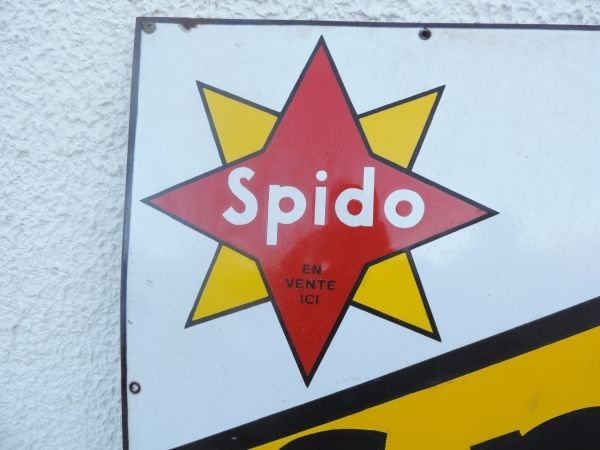 Spido
EN
VENTE
ICI